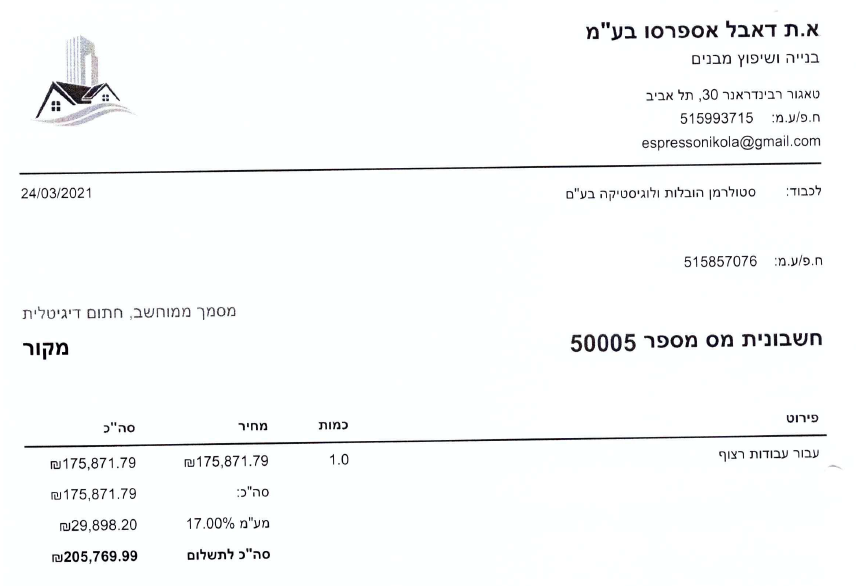 א.ת דאבל אספרסו בע"מ
בנייה ושיפוץ מבנים
טאגור רבינדראנר 30, תל אביב
ח.פ/ע.מ: 515993715
espressonikola@gmail.com
לכבוד: סטולרמן הובלות ולוגיסטיקה בע"ם 24/03/2021
ח.פ/ע.מ: 515857076
מסמך ממוחשב, חתום דיגיטלית
חשבונית מס מספר 50005 מקור
פירוט כמות מחיר סה"כ
עבור עבודות רצוף 1.0 ₪175,871.79 ₪175,871.79
סה"כ: ₪175,871.79
מע"מ 17.00% ₪29,898.20
סה"כ לתשלום ₪205,769.99